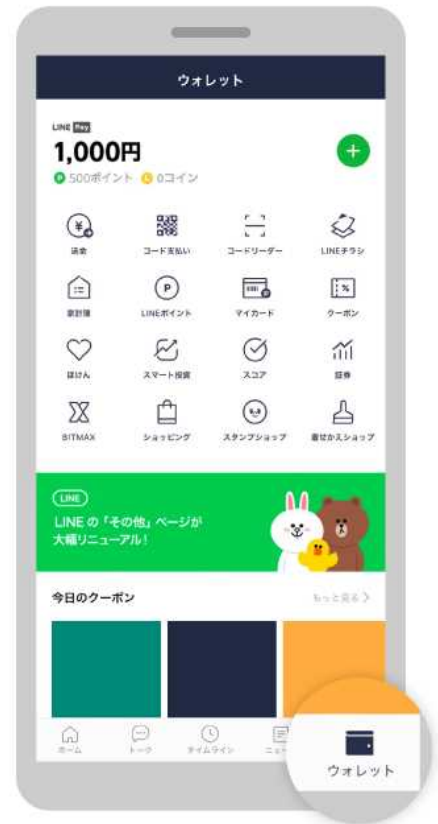 ウォレット
LINE Pay
1,000円
P 500ポイント L 0コイン
送金 コード支払い コードリーダー LINEチラシ
家計簿 LINEポイント マイカード クーポン
ほけん スマート投資 スコア 証券
BITMAX ショッピング スタンプショップ 着せかえショップ
LINE
LINE の「その他」ページが
大幅リニューアル!
今日のクーポン もっと見る
ホーム トーク タイムライン ニュー
ウォレット